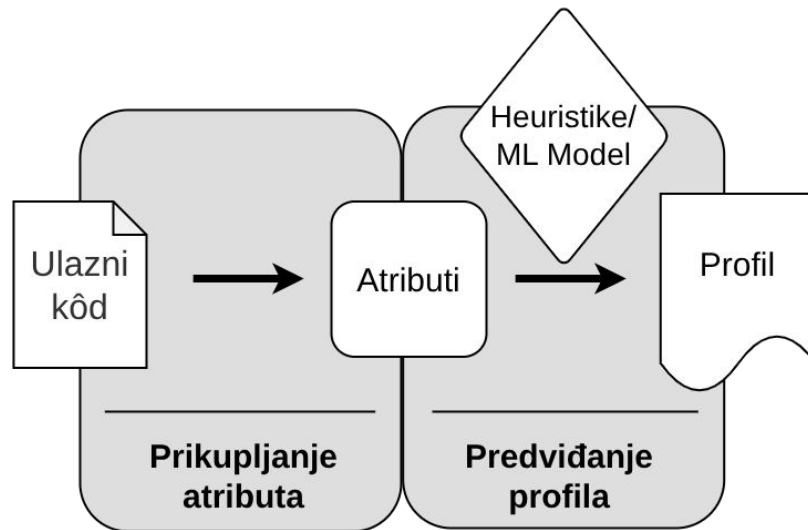 Heuristike/
ML Model
Ulazni
kôd
Atributi
Profil
Prikupljanje
atributa
Predviđanje
profila